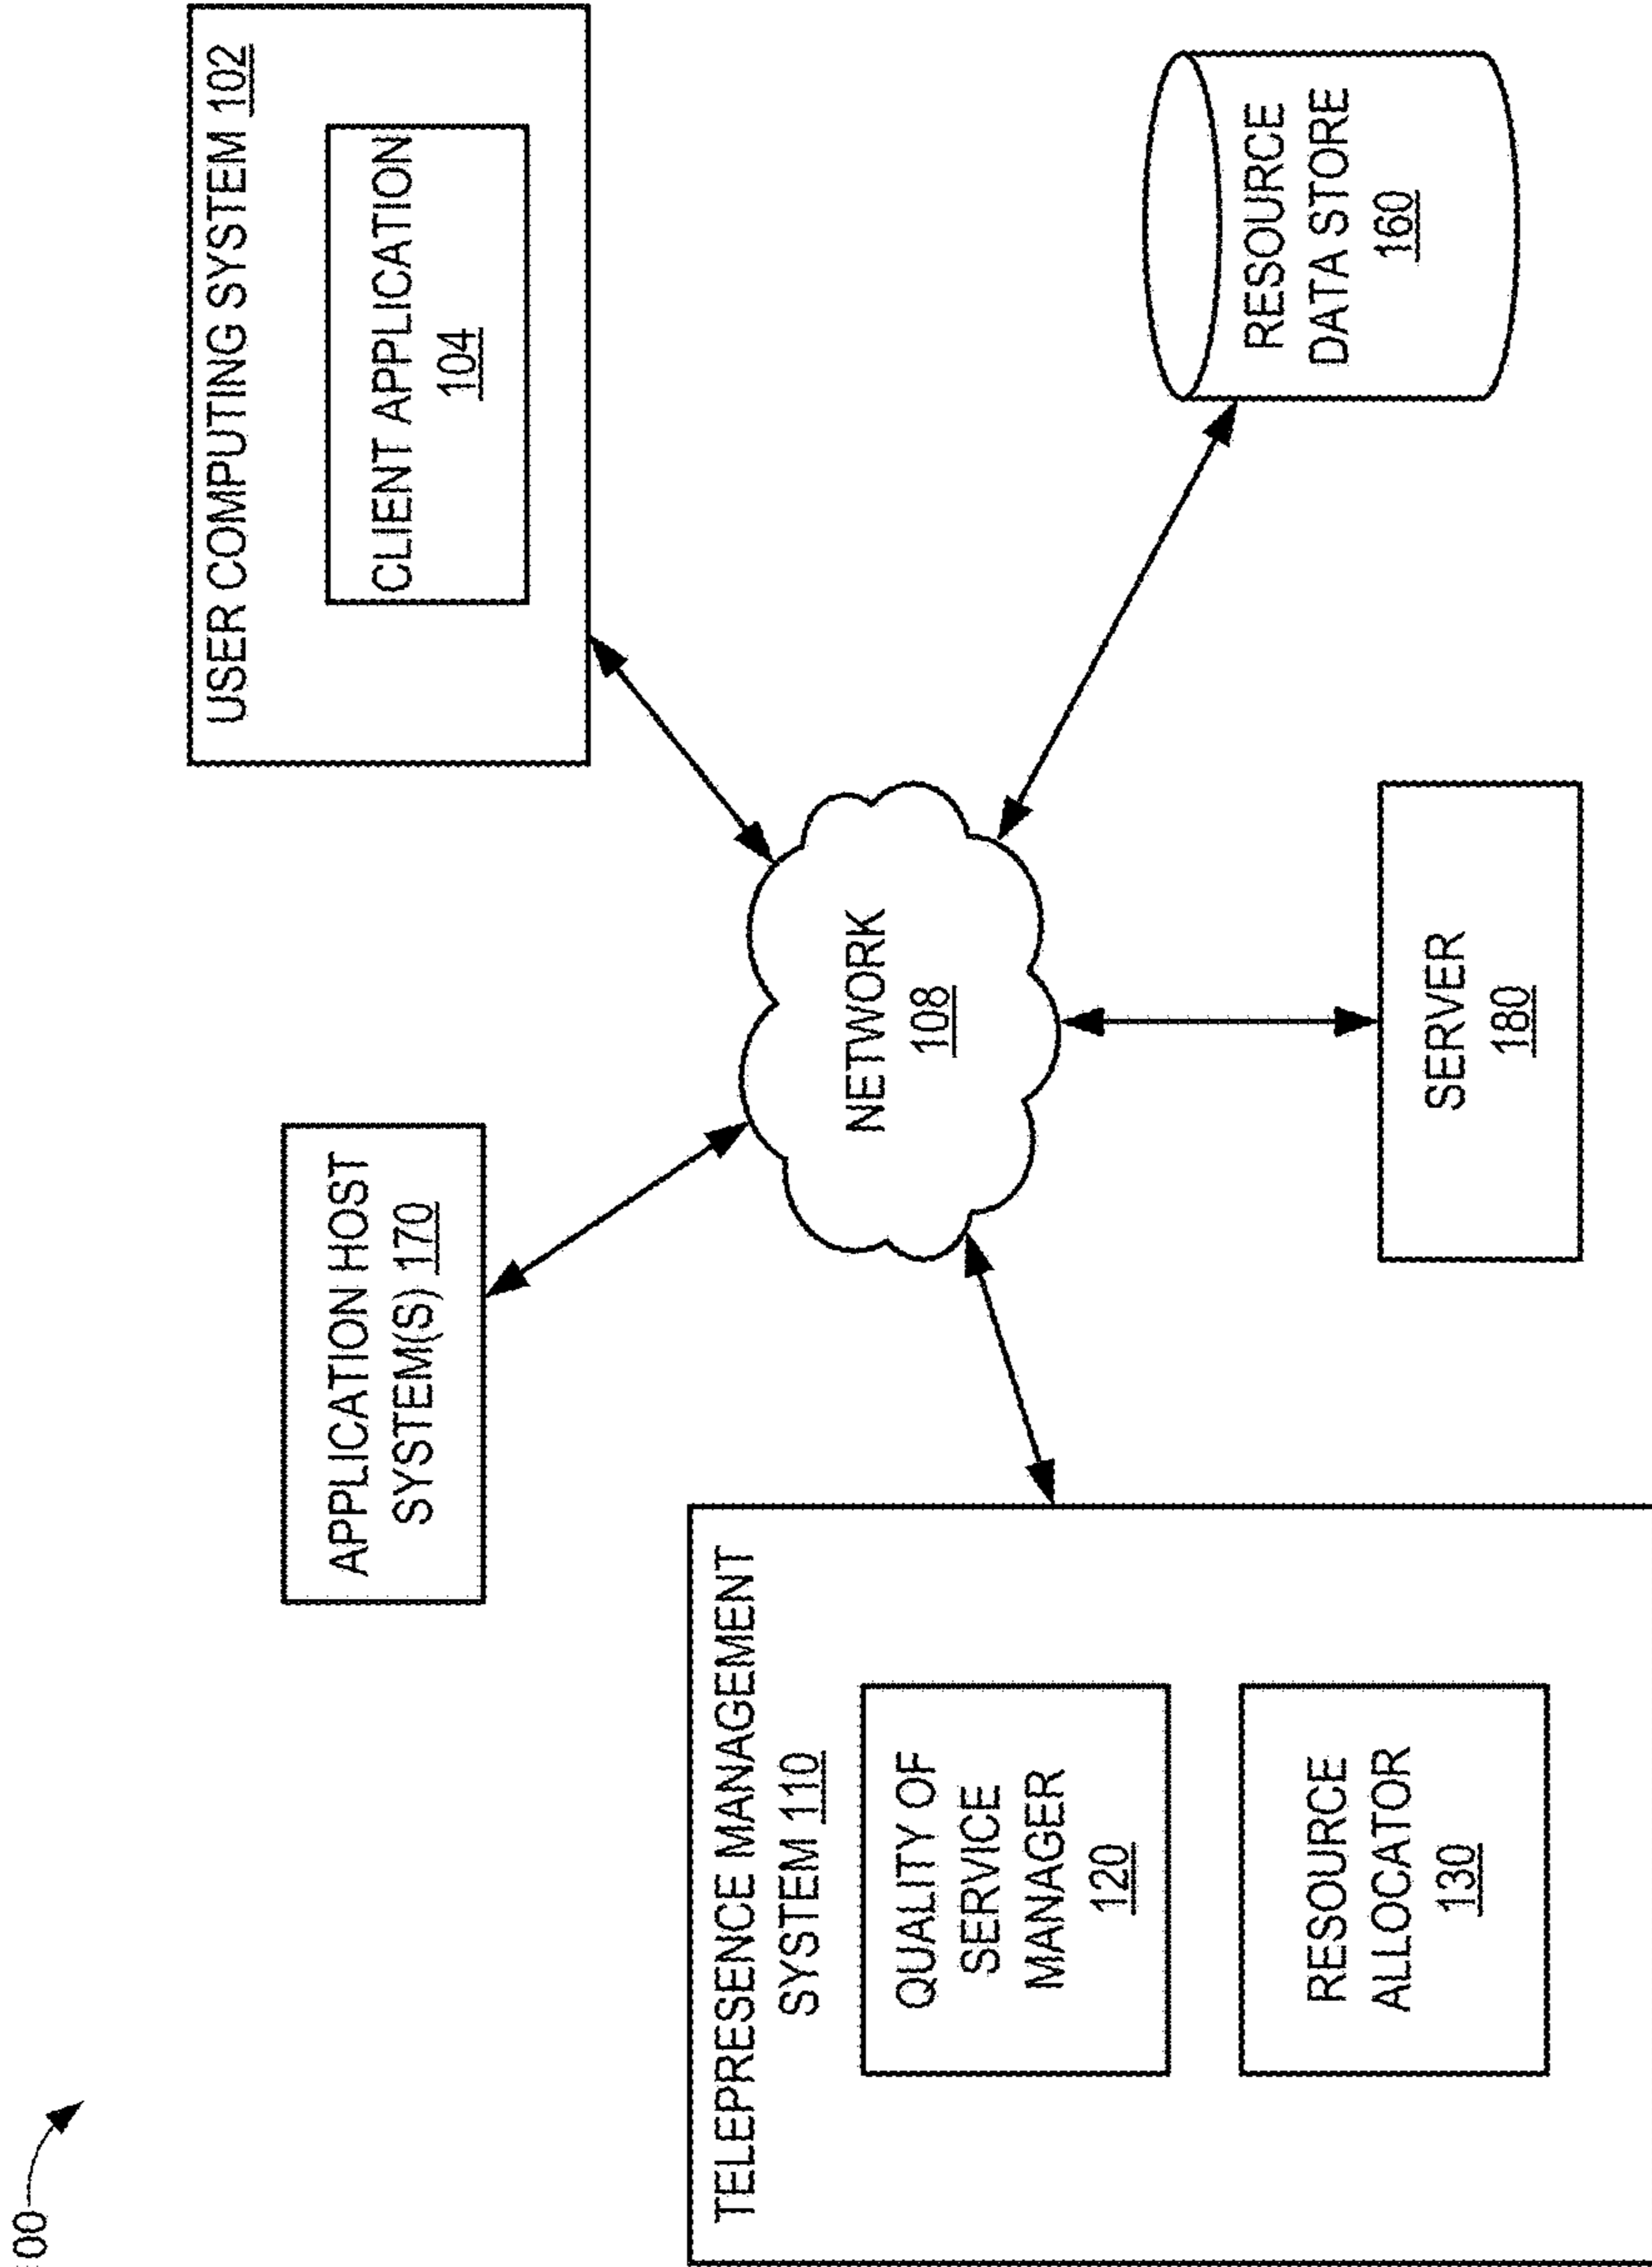 00
APPLICATION HOST
SYSTEM(S) 170
USER COMPUTING SYSTEM 102
CLIENT APPLICATION
104
TELEPRESENCE MANAGEMENT
SYSTEM 110
QUALITY OF
SERVICE
MANAGER
120
RESOURCE
ALLOCATOR
130
NETWORK
108
SERVER
180
RESOURCE
DATA STORE
160